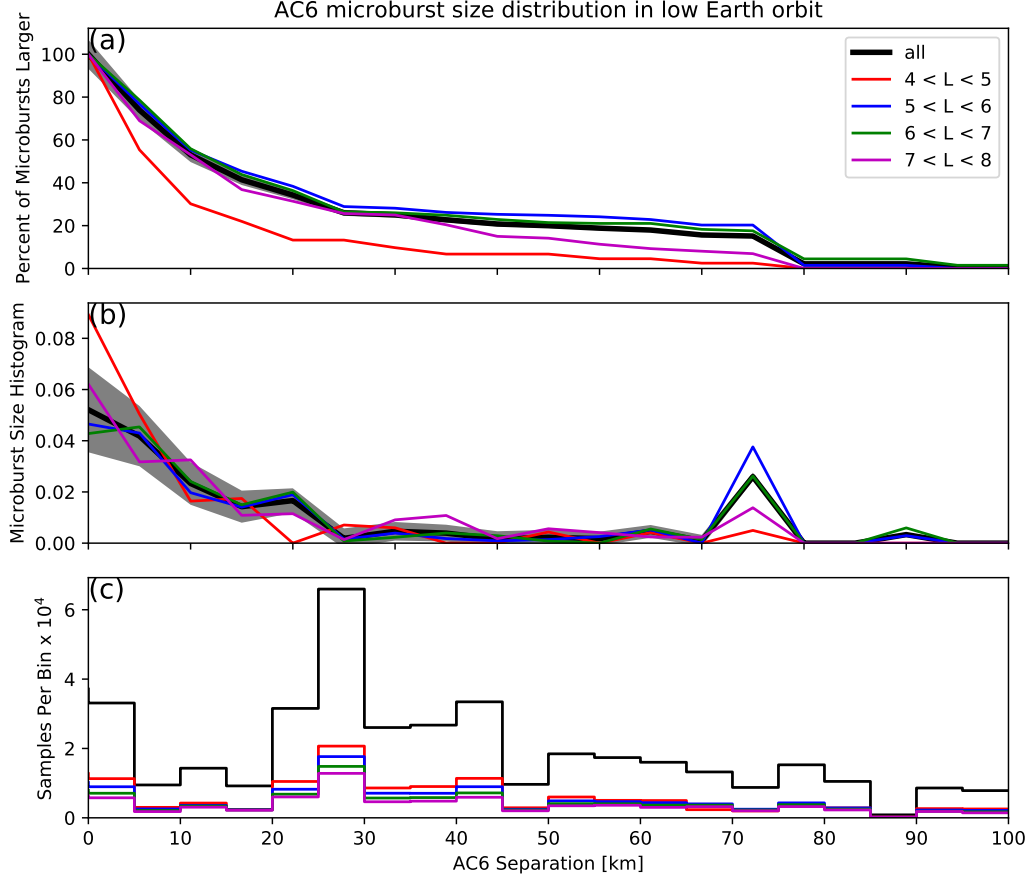 AC6 microburst size distribution in low Earth orbit
(a)
Percent of Microbursts Larger
100
80
60
40
20
0
all
4 < L < 5
5 < L < 6
6 < L < 7
7 < L < 8
(b)
Microburst Size Histogram
0.08
0.06
0.04
0.02
0.00
(c)
Samples Per Bin x 10⁴
6
4
2
0
0 10 20 30 40 50 60 70 80 90 100
AC6 Separation [km]